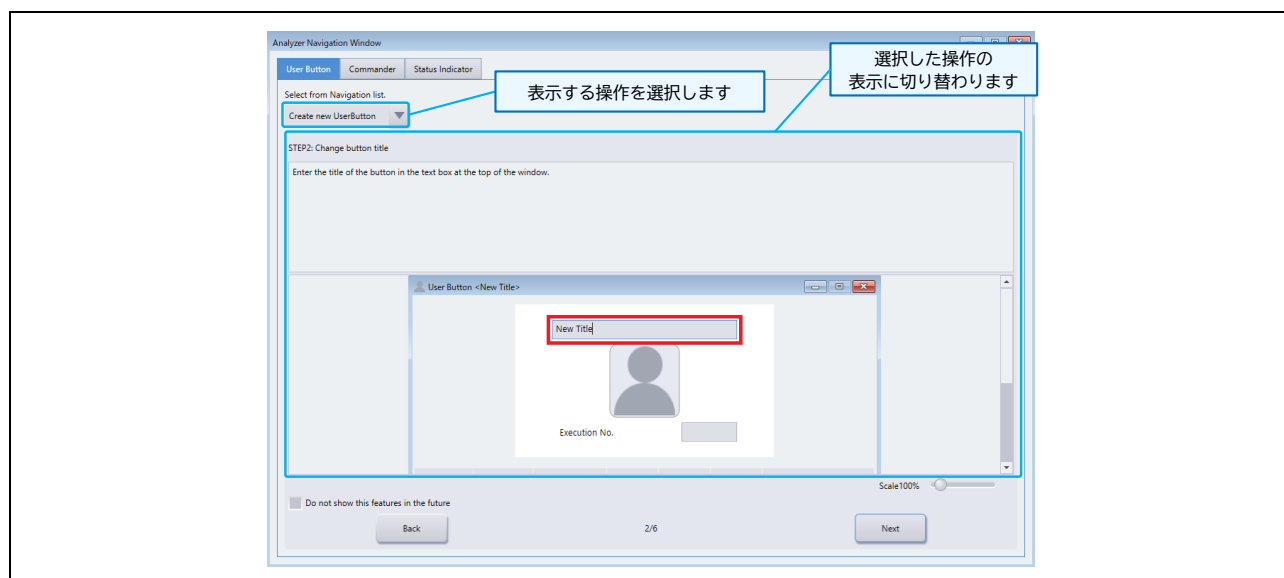 Analyzer Navigation Window
選択した操作の
表示に切り替わります
User Button
Commander
Status Indicator
表示する操作を選択します
Select from Navigation list.
Create new UserButton
STEP2: Change button title
Enter the title of the button in the text box at the top of the window.
User Button <New Title>
New Title
Execution No.
Scale100%
Do not show this features in the future
Back
2/6
Next